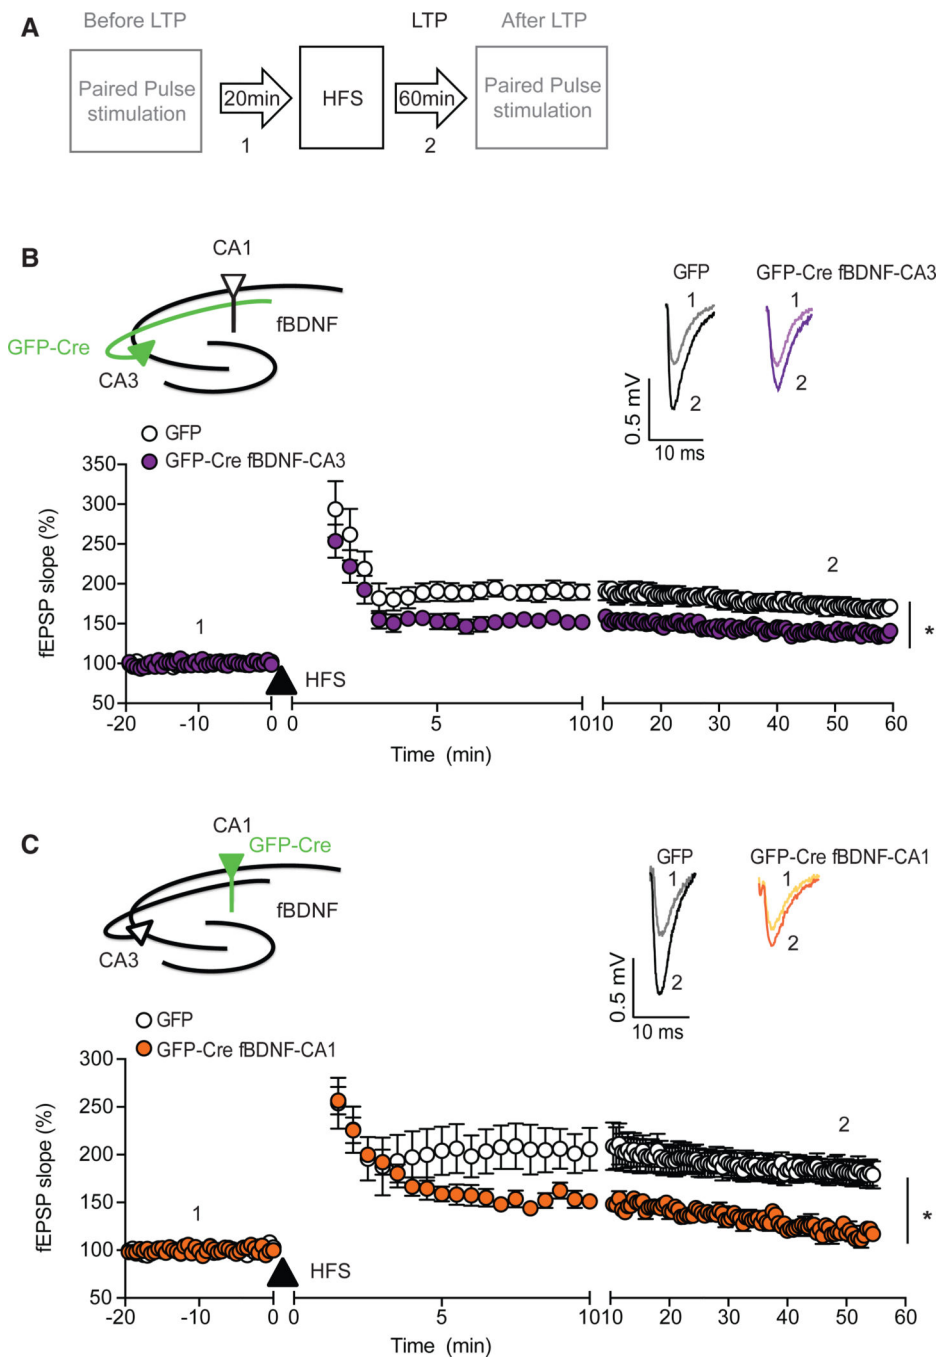 A
Before LTP
LTP
After LTP
Paired Pulse
stimulation
20min
HFS
60min
Paired Pulse
stimulation
1
2
B
CA1
fBDNF
GFP-Cre
CA3
GFP
GFP-Cre fBDNF-CA3
1
1
2
2
0.5 mV
10 ms
GFP
GFP-Cre fBDNF-CA3
350
300
250
200
150
100
50
fEPSP slope (%)
1
HFS
2
*
-20
-10
0
0
5
10
10
20
30
40
50
60
Time (min)
C
CA1
GFP-Cre
fBDNF
CA3
GFP
GFP-Cre fBDNF-CA1
1
1
2
2
0.5 mV
10 ms
GFP
GFP-Cre fBDNF-CA1
300
250
200
150
100
50
fEPSP slope (%)
1
HFS
2
*
-20
-10
0
0
5
10
10
20
30
40
50
60
Time (min)